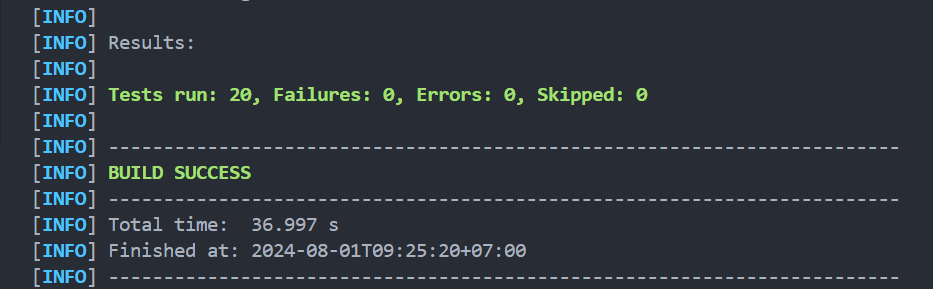 [INFO]
[INFO] Results:
[INFO]
[INFO] Tests run: 20, Failures: 0, Errors: 0, Skipped: 0
[INFO]
[INFO] ------------------------------------------------------------------------
[INFO] BUILD SUCCESS
[INFO] ------------------------------------------------------------------------
[INFO] Total time:  36.997 s
[INFO] Finished at: 2024-08-01T09:25:20+07:00
[INFO] ------------------------------------------------------------------------